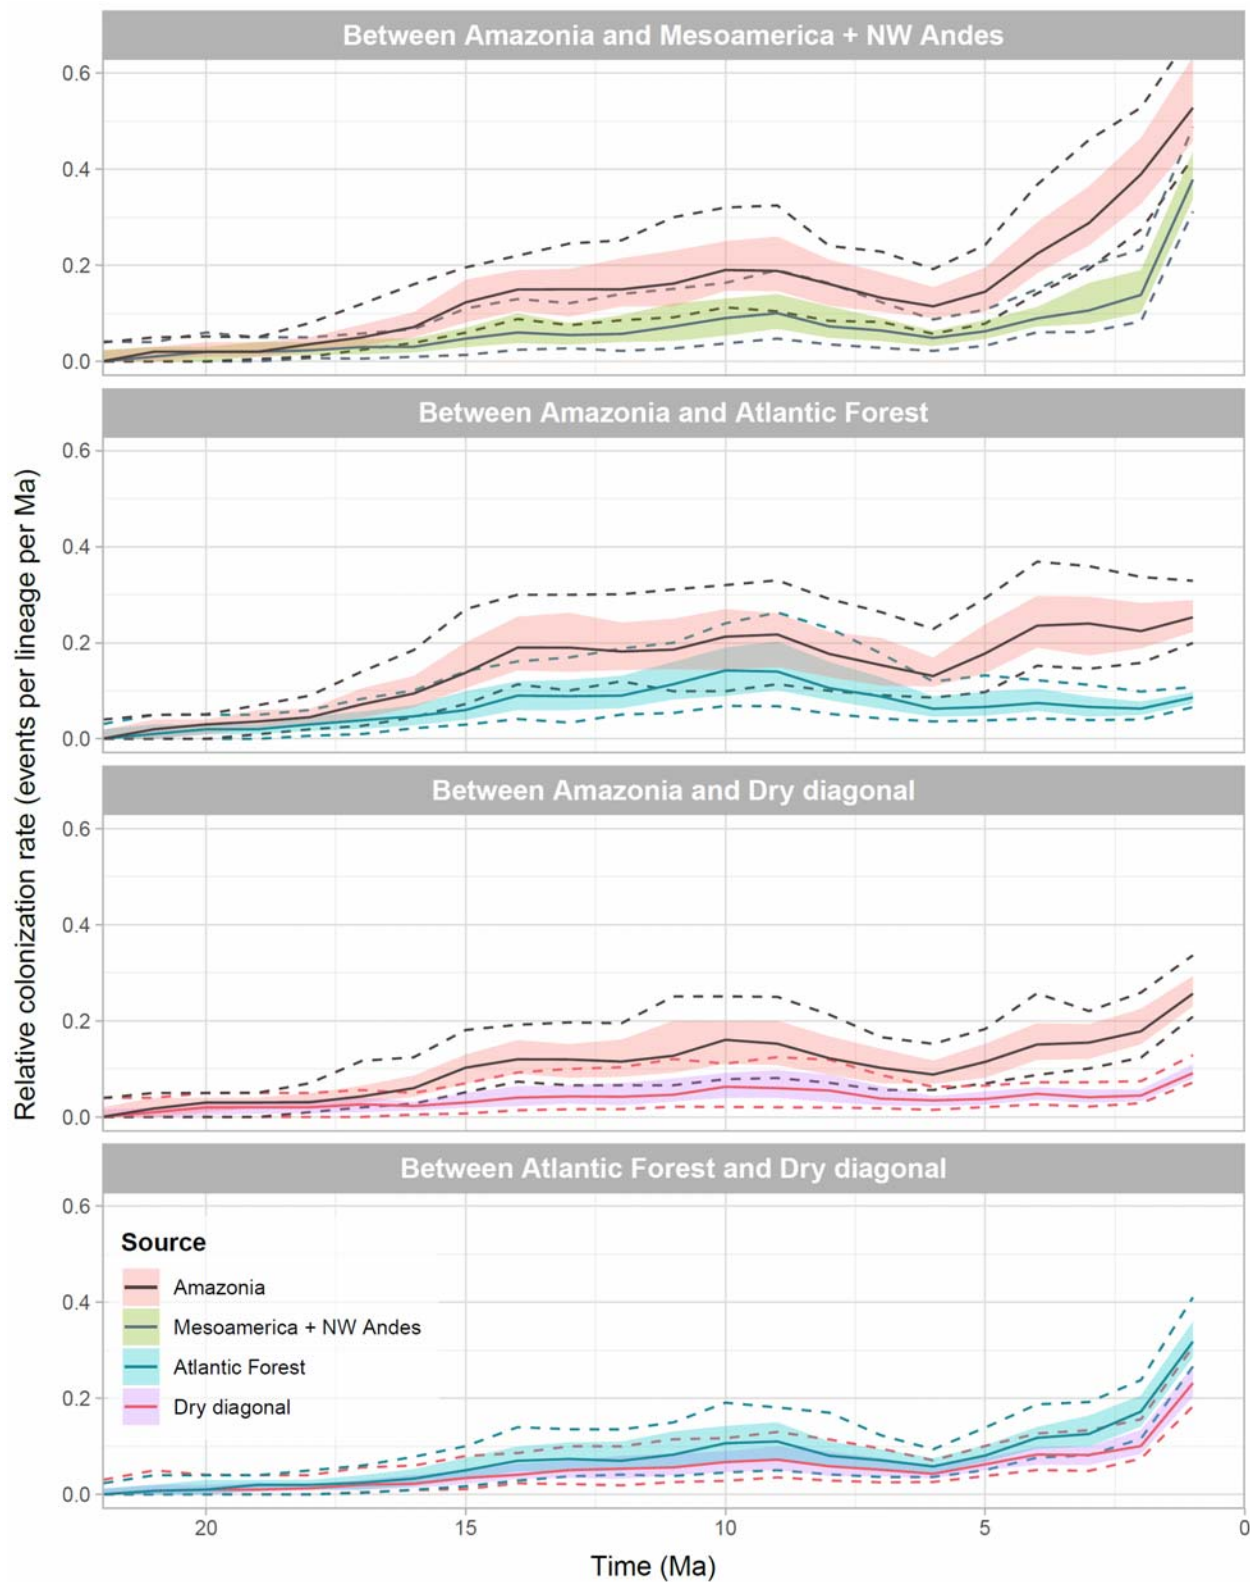 Between Amazonia and Mesoamerica + NW Andes
0.6
0.4
0.2
0.0
Between Amazonia and Atlantic Forest
0.6
0.4
0.2
0.0
Between Amazonia and Dry diagonal
0.6
0.4
0.2
0.0
Between Atlantic Forest and Dry diagonal
0.6
0.4
0.2
0.0
Source
Amazonia
Mesoamerica + NW Andes
Atlantic Forest
Dry diagonal
20 15 10 5 0
Time (Ma)
Relative colonization rate (events per lineage per Ma)